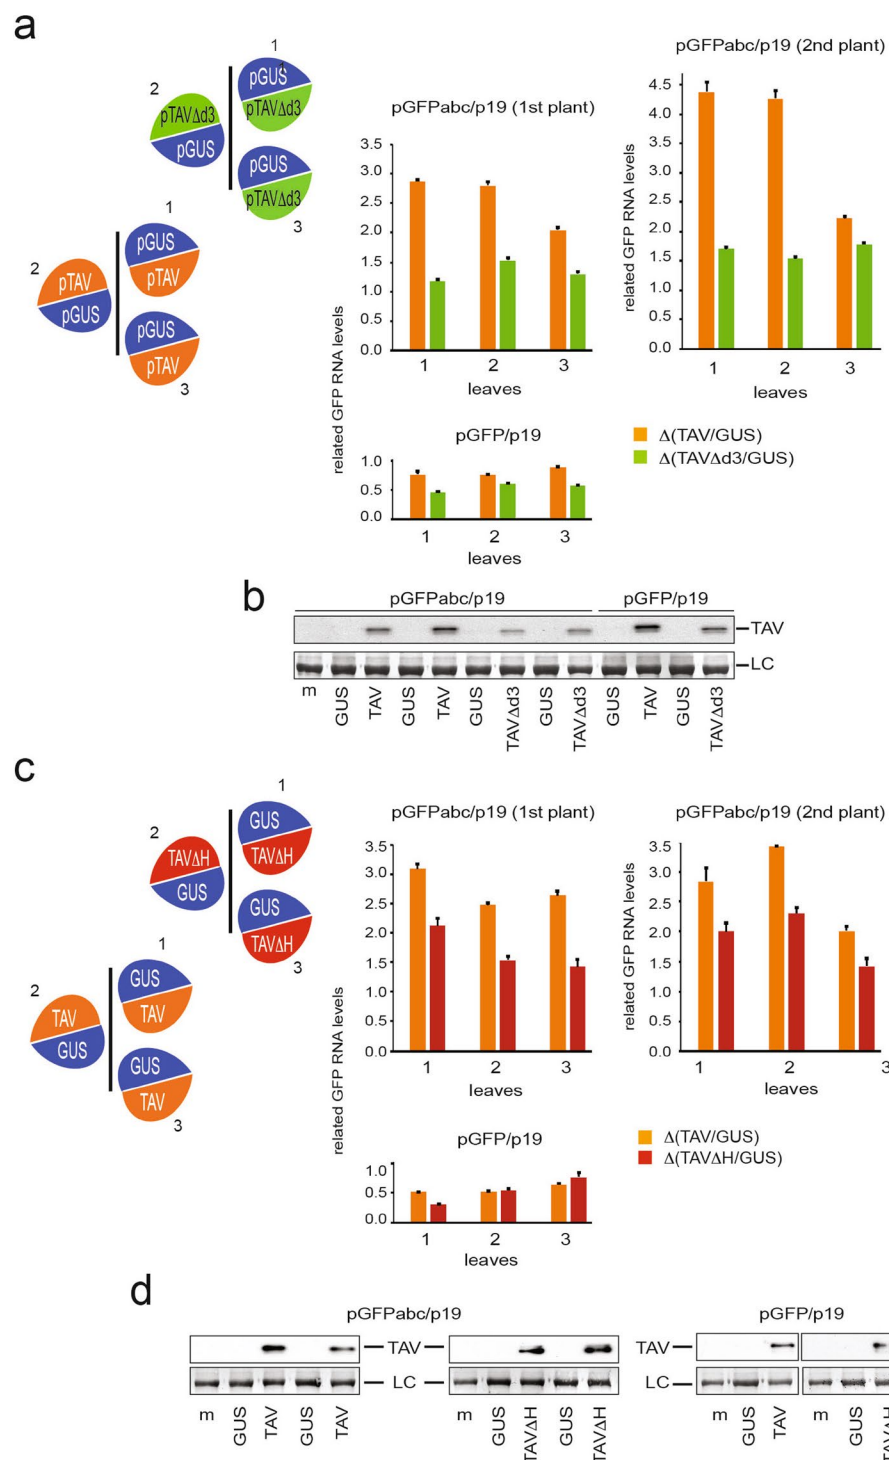 a
1
1
pGUS
pTAVΔd3
2
pTAVΔd3
pGUS
pGUS
pTAVΔd3
3
1
pGUS
pTAV
2
pTAV
pGUS
pGUS
pTAV
3
related GFP RNA levels
pGFPabc/p19 (1st plant)
3.5
3.0
2.5
2.0
1.5
1.0
0.5
0.0
1 2 3
leaves
pGFPabc/p19 (2nd plant)
related GFP RNA levels
4.5
4.0
3.5
3.0
2.5
2.0
1.5
1.0
0.5
0.0
1 2 3
leaves
pGFP/p19
1.0
0.5
0.0
1 2 3
leaves
Δ(TAV/GUS)
Δ(TAVΔd3/GUS)
b
pGFPabc/p19 pGFP/p19
TAV
LC
m GUS TAV GUS TAV GUS TAVΔd3 GUS TAVΔd3 GUS TAV GUS TAVΔd3
c
1
GUS
TAVΔH
2
TAVΔH
GUS
GUS
TAVΔH
3
1
GUS
TAV
2
TAV
GUS
GUS
TAV
3
related GFP RNA levels
pGFPabc/p19 (1st plant)
3.5
3.0
2.5
2.0
1.5
1.0
0.5
0.0
1 2 3
leaves
pGFPabc/p19 (2nd plant)
related GFP RNA levels
3.5
3.0
2.5
2.0
1.5
1.0
0.5
0.0
1 2 3
leaves
pGFP/p19
1.0
0.5
0.0
1 2 3
leaves
Δ(TAV/GUS)
Δ(TAVΔH/GUS)
d
pGFPabc/p19 pGFP/p19
TAV TAV
LC LC
m GUS TAV GUS TAV m GUS TAVΔH GUS TAVΔH m GUS TAV m GUS TAVΔH